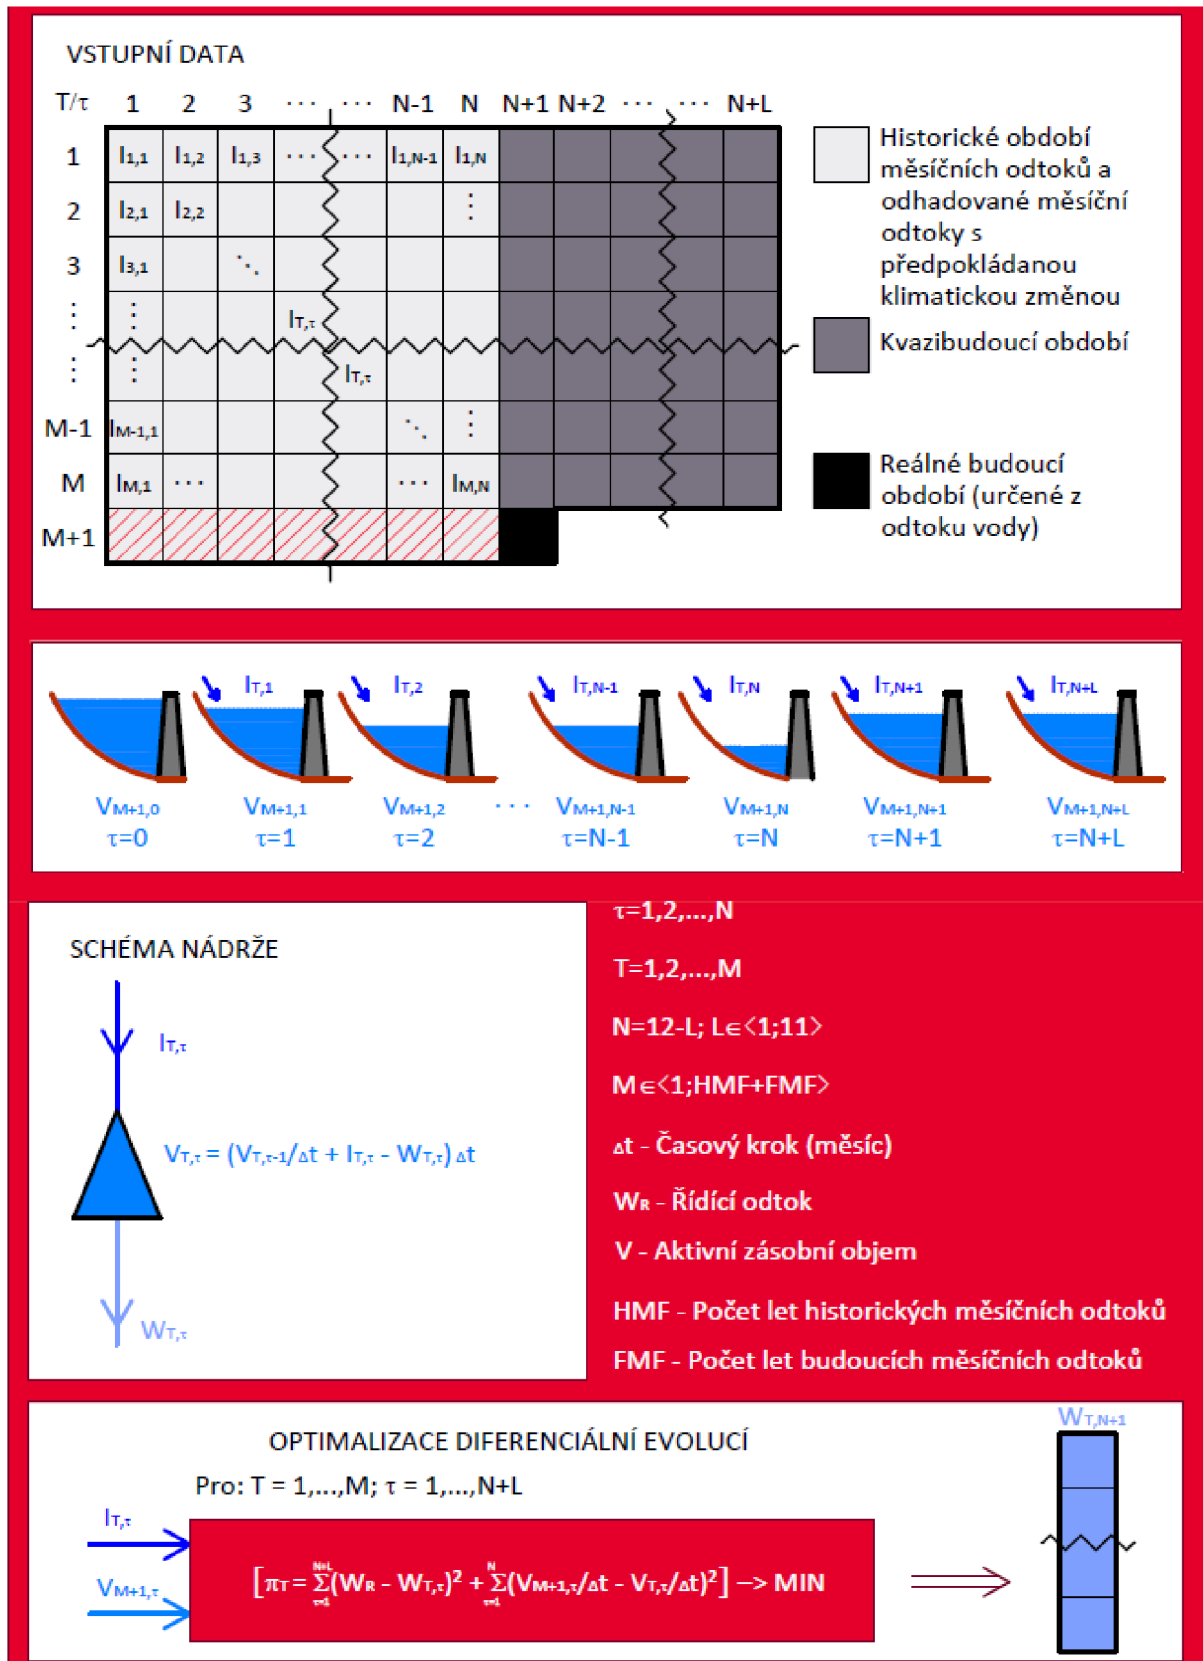 VSTUPNÍ DATA
T/τ 1 2 3 ··· ··· N-1 N N+1 N+2 ··· ··· N+L
1 I1,1 I1,2 I1,3 ··· ··· I1,N-1 I1,N
2 I2,1 I2,2 ⋮
3 I3,1 ⋱
⋮ ⋮ IT,τ
⋮ ⋮ IT,τ
M-1 IM-1,1 ⋱ ⋮
M IM,1 ··· ··· IM,N
M+1
Historické období
měsíčních odtoků a
odhadované měsíční
odtoky s
předpokládanou
klimatickou změnou
Kvazibudoucí období
Reálné budoucí
období (určené z
odtoku vody)
IT,1 IT,2 IT,N-1 IT,N IT,N+1 IT,N+L
VM+1,0 VM+1,1 VM+1,2 ··· VM+1,N-1 VM+1,N VM+1,N+1 VM+1,N+L
τ=0 τ=1 τ=2 τ=N-1 τ=N τ=N+1 τ=N+L
SCHÉMA NÁDRŽE
IT,τ
VT,τ = (VT,τ-1/Δt + IT,τ - WT,τ) Δt
WT,τ
τ=1,2,...,N
T=1,2,...,M
N=12-L; L∈<1;11>
M∈<1;HMF+FMF>
Δt - Časový krok (měsíc)
WR - Řídící odtok
V - Aktivní zásobní objem
HMF - Počet let historických měsíčních odtoků
FMF - Počet let budoucích měsíčních odtoků
WT,N+1
OPTIMALIZACE DIFERENCIÁLNÍ EVOLUCÍ
Pro: T = 1,...,M; τ = 1,...,N+L
IT,τ
VM+1,τ
[πT = N+L Σ τ=1 (WR - WT,τ)² + N Σ τ=1 (VM+1,τ/Δt - VT,τ/Δt)²] –> MIN